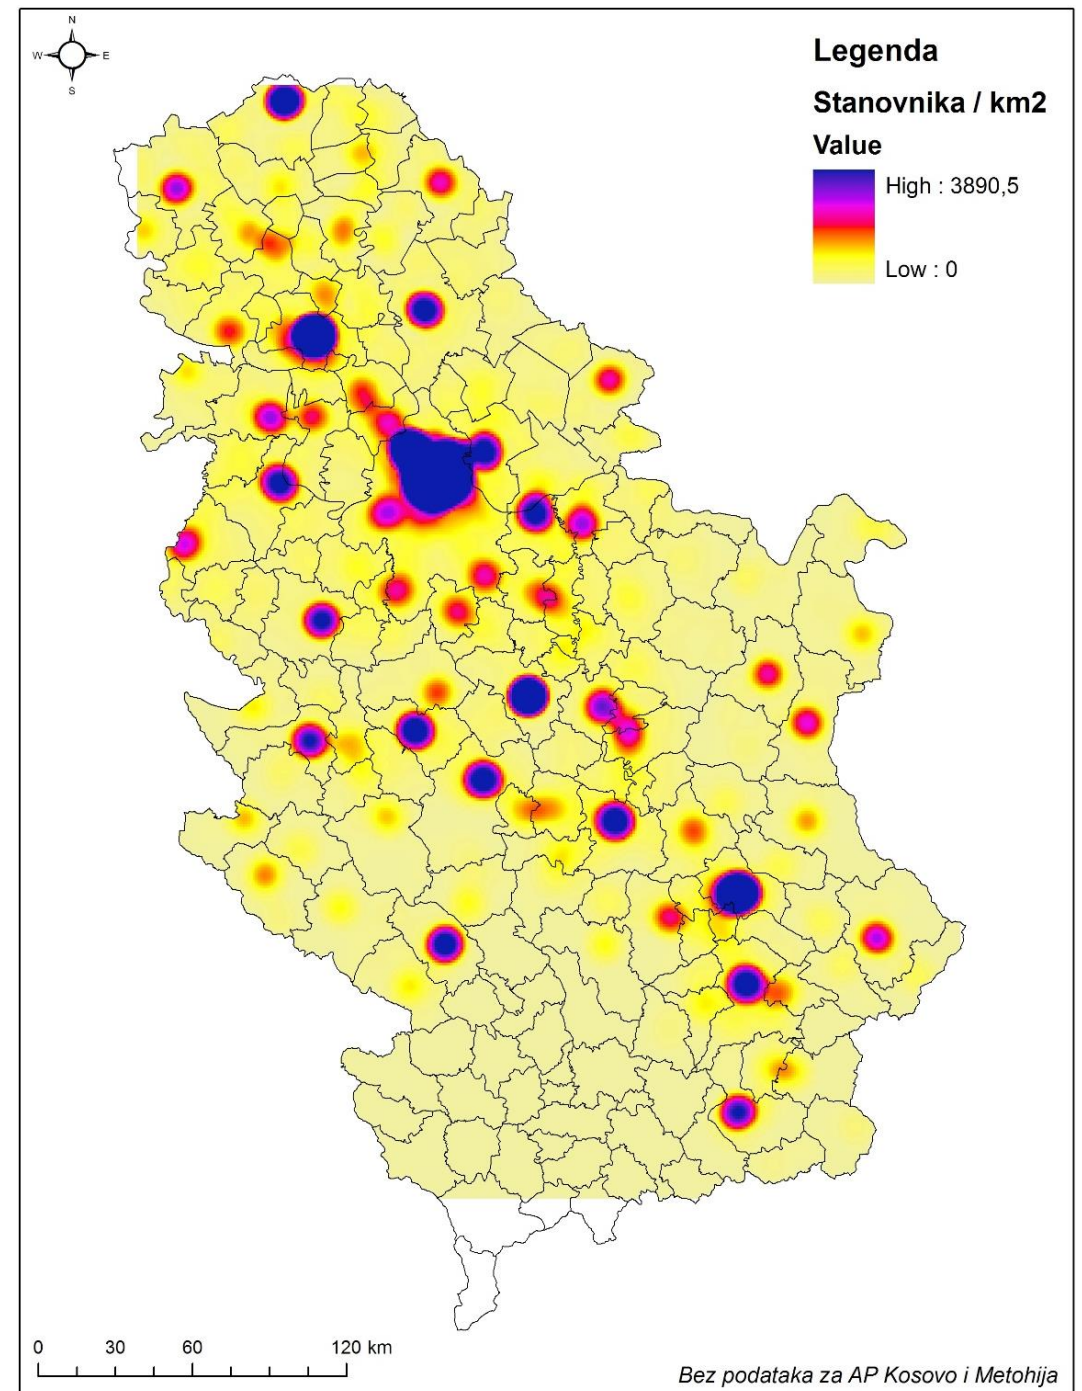 N
W E
S
Legenda
Stanovnika / km2
Value
High : 3890,5
Low : 0
0 30 60 120 km
Bez podataka za AP Kosovo i Metohija